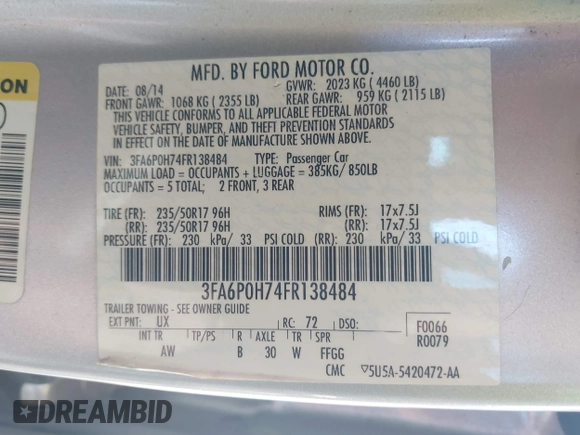 ON
MFD. BY FORD MOTOR CO.
DATE: 08/14 GVWR: 2023 KG ( 4460 LB)
FRONT GAWR: 1068 KG ( 2355 LB) REAR GAWR: 959 KG ( 2115 LB)
THIS VEHICLE CONFORMS TO ALL APPLICABLE FEDERAL MOTOR
VEHICLE SAFETY, BUMPER, AND THEFT PREVENTION STANDARDS
IN EFFECT ON THE DATE OF MANUFACTURE SHOWN ABOVE.
VIN: 3FA6P0H74FR138484 TYPE: Passenger Car
MAXIMUM LOAD = OCCUPANTS + LUGGAGE = 385KG/ 850LB
OCCUPANTS = 5 TOTAL; 2 FRONT, 3 REAR
TIRE (FR): 235/50R17 96H RIMS (FR): 17x7.5J
(RR): 235/50R17 96H (RR): 17x7.5J
PRESSURE (FR): 230 kPa/ 33 PSI COLD (RR): 230 kPa/ 33 PSI COLD
3FA6P0H74FR138484
TRAILER TOWING - SEE OWNER GUIDE
EXT PNT: UX RC: 72 DSO: F0066
INT TR TP/PS R AXLE TR SPR R0079
AW B 30 W FFGG
CMC ▽5U5A-5420472-AA
DREAMBID